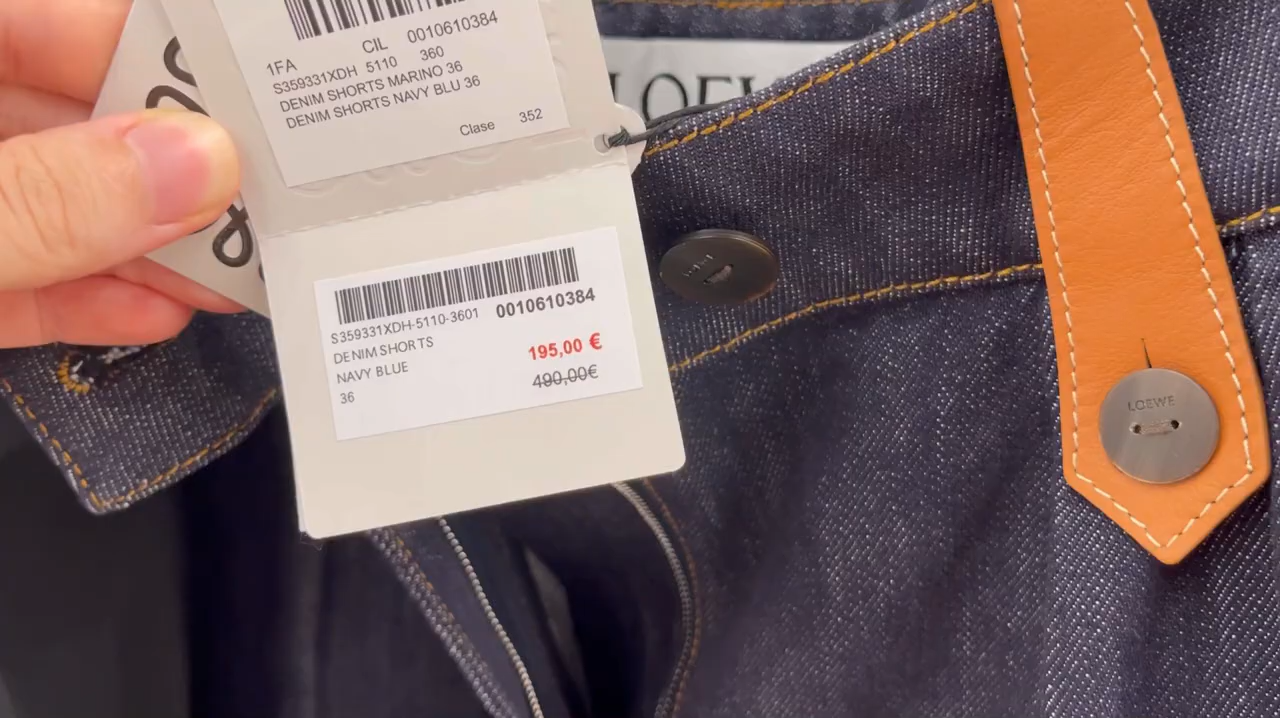 1FA CIL 0010610384
S359331XDH 5110 360
DENIM SHORTS MARINO 36
DENIM SHORTS NAVY BLU 36
Clase 352
LOEW
S359331XDH-5110-3601 0010610384
DENIM SHORTS
NAVY BLUE
36
195,00 €
490,00€
LOEWE